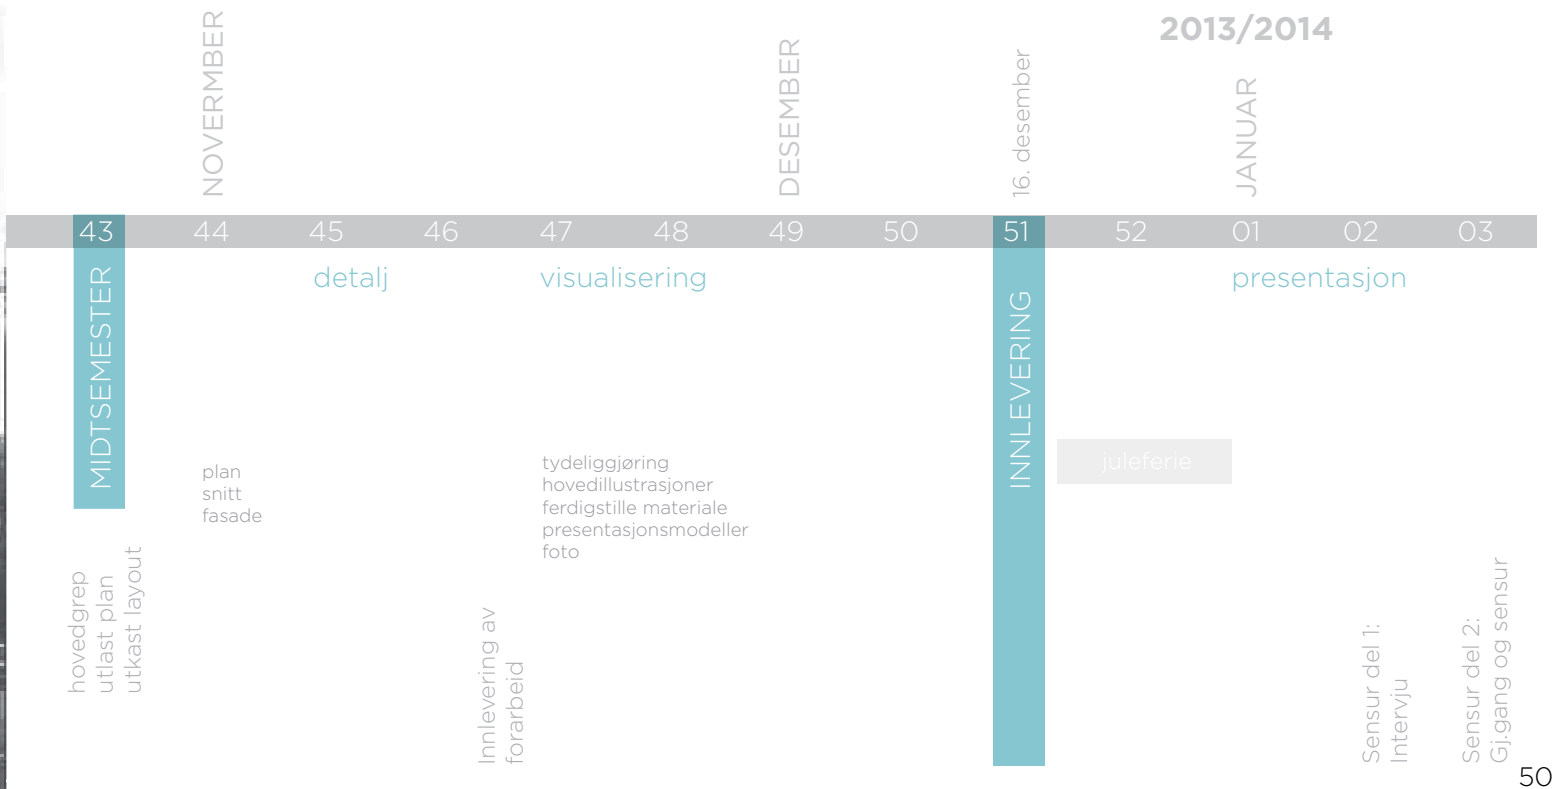 2013/2014
NOVERMBER
DESEMBER
16. desember
JANUAR
43 44 45 46 47 48 49 50 51 52 01 02 03
MIDTSEMESTER
detalj
visualisering
INNLEVERING
presentasjon
juleferie
plan
snitt
fasade
tydeliggjøring
hovedillustrasjoner
ferdigstille materiale
presentasjonsmodeller
foto
hovedgrep
utlast plan
utkast layout
Innlevering av
forarbeid
Sensur del 1:
Intervju
Sensur del 2:
Gj.gang og sensur
50